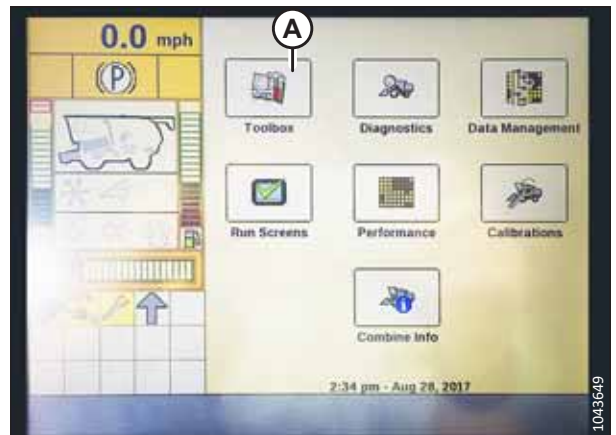 0.0 mph
A
(P)
Toolbox
Diagnostics
Data Management
Run Screens
Performance
Calibrations
Combine Info
2:34 pm - Aug 28, 2017
1043649